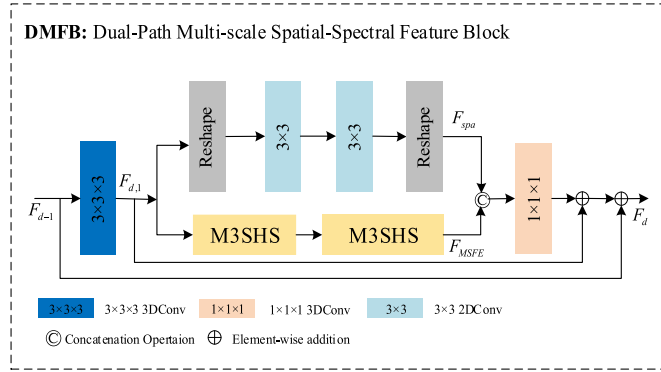 DMFB: Dual-Path Multi-scale Spatial-Spectral Feature Block
Reshape
3×3
3×3
Reshape
F_spa
F_d-1
3×3×3
F_d,1
©
1×1×1
⊕
⊕
F_d
M3SHS
M3SHS
F_MSFE
3×3×3 3×3×3 3DConv 1×1×1 1×1×1 3DConv 3×3 3×3 2DConv
© Concatenation Opertaion ⊕ Element-wise addition